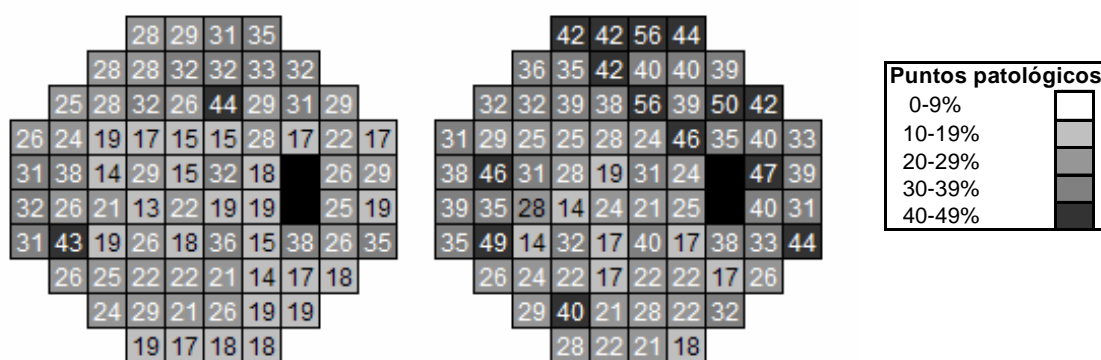 28 29 31 35
28 28 32 32 33 32
25 28 32 26 44 29 31 29
26 24 19 17 15 15 28 17 22 17
31 38 14 29 15 32 18 26 29
32 26 21 13 22 19 19 25 19
31 43 19 26 18 36 15 38 26 35
26 25 22 22 21 14 17 18
24 29 21 26 19 19
19 17 18 18
42 42 56 44
36 35 42 40 40 39
32 32 39 38 56 39 50 42
31 29 25 25 28 24 46 35 40 33
38 46 31 28 19 31 24 47 39
39 35 28 14 24 21 25 40 31
35 49 14 32 17 40 17 38 33 44
26 24 22 17 22 22 17 26
29 40 21 28 22 32
28 22 21 18
Puntos patológicos
0-9%
10-19%
20-29%
30-39%
40-49%